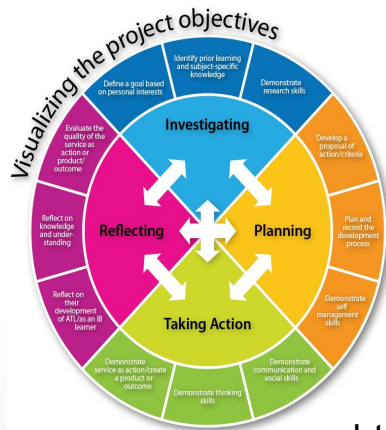 Visualizing the project objectives
Define a goal based
on personal interests
Identify prior learning
and subject-specific
knowledge
Demonstrate
research skills
Investigating
Evaluate the
quality of the
service as
action or
product/
outcome
Develop a
proposal of
action/criteria
Reflect on
knowledge
and under-
standing
Reflecting
Planning
Plan and
record the
development
process
Reflect on
their
development
of ATL/as an IB
learner
Demonstrate
self
management
skills
Taking Action
Demonstrate
service as action/create
a product or
outcome
Demonstrate thinking
skills
Demonstrate
communication and
social skills